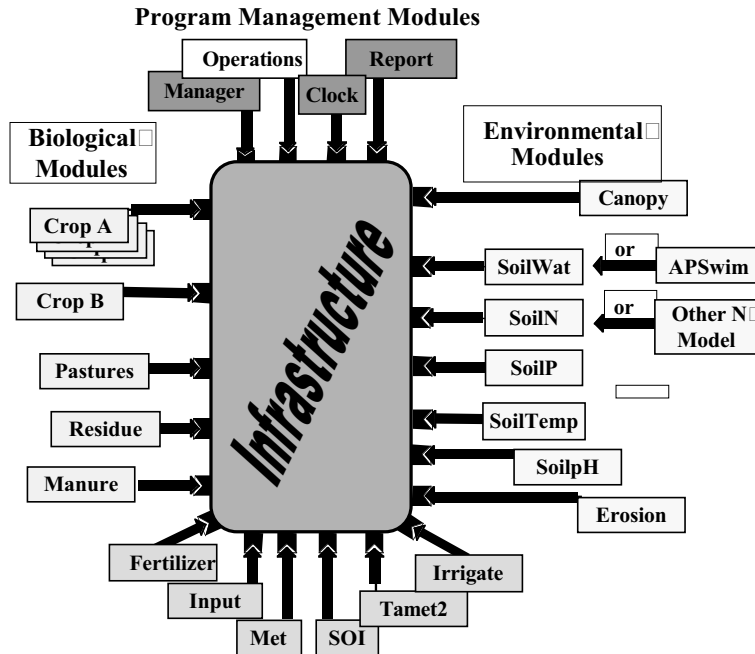 Program Management Modules
Operations
Report
Manager
Clock
Biological
Modules
Environmental
Modules
Canopy
Crop A
SoilWat
or
APSwim
Crop B
SoilN
or
Other N
Model
Infrastructure
Pastures
SoilP
Residue
SoilTemp
SoilpH
Manure
Erosion
Fertilizer
Irrigate
Input
Tamet2
Met
SOI